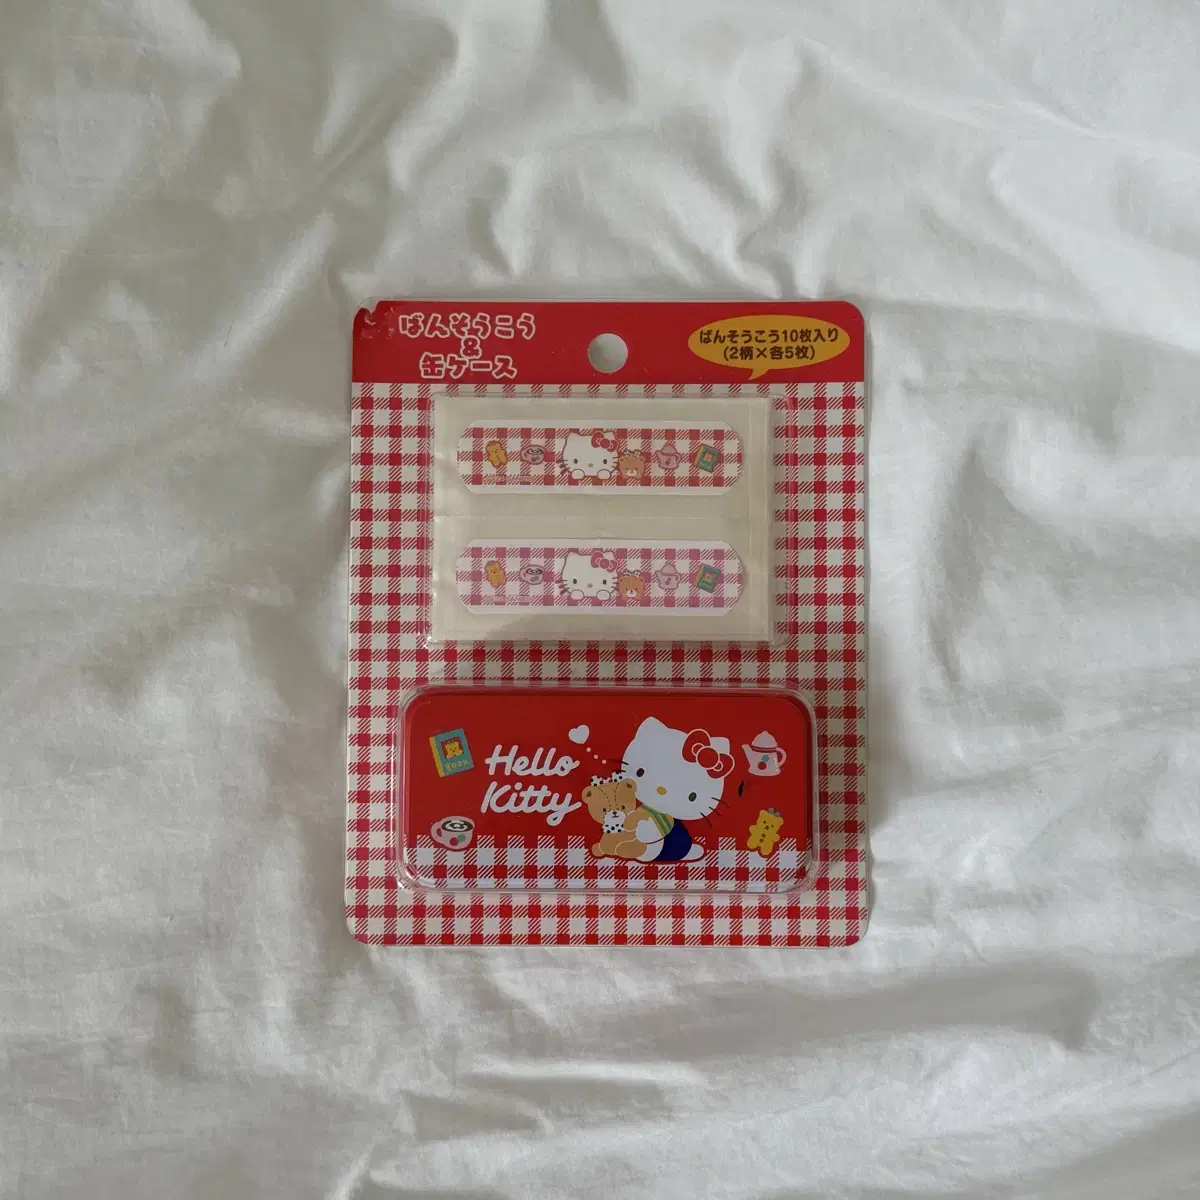 ばんそうこう
&
缶ケース
ばんそうこう10枚入り
(2柄×各5枚)
Hello
Kitty
BOOK